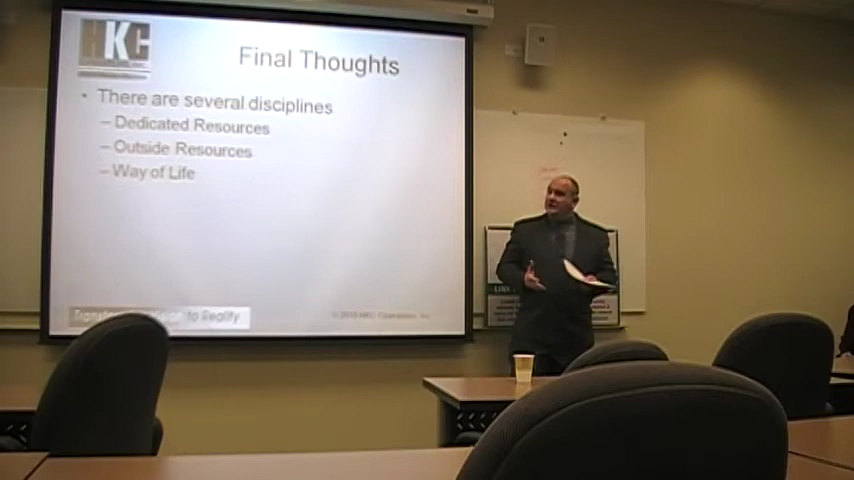 HKC
Final Thoughts
• There are several disciplines
– Dedicated Resources
– Outside Resources
– Way of Life
to Reality
© 2010 HKC Operations, Inc